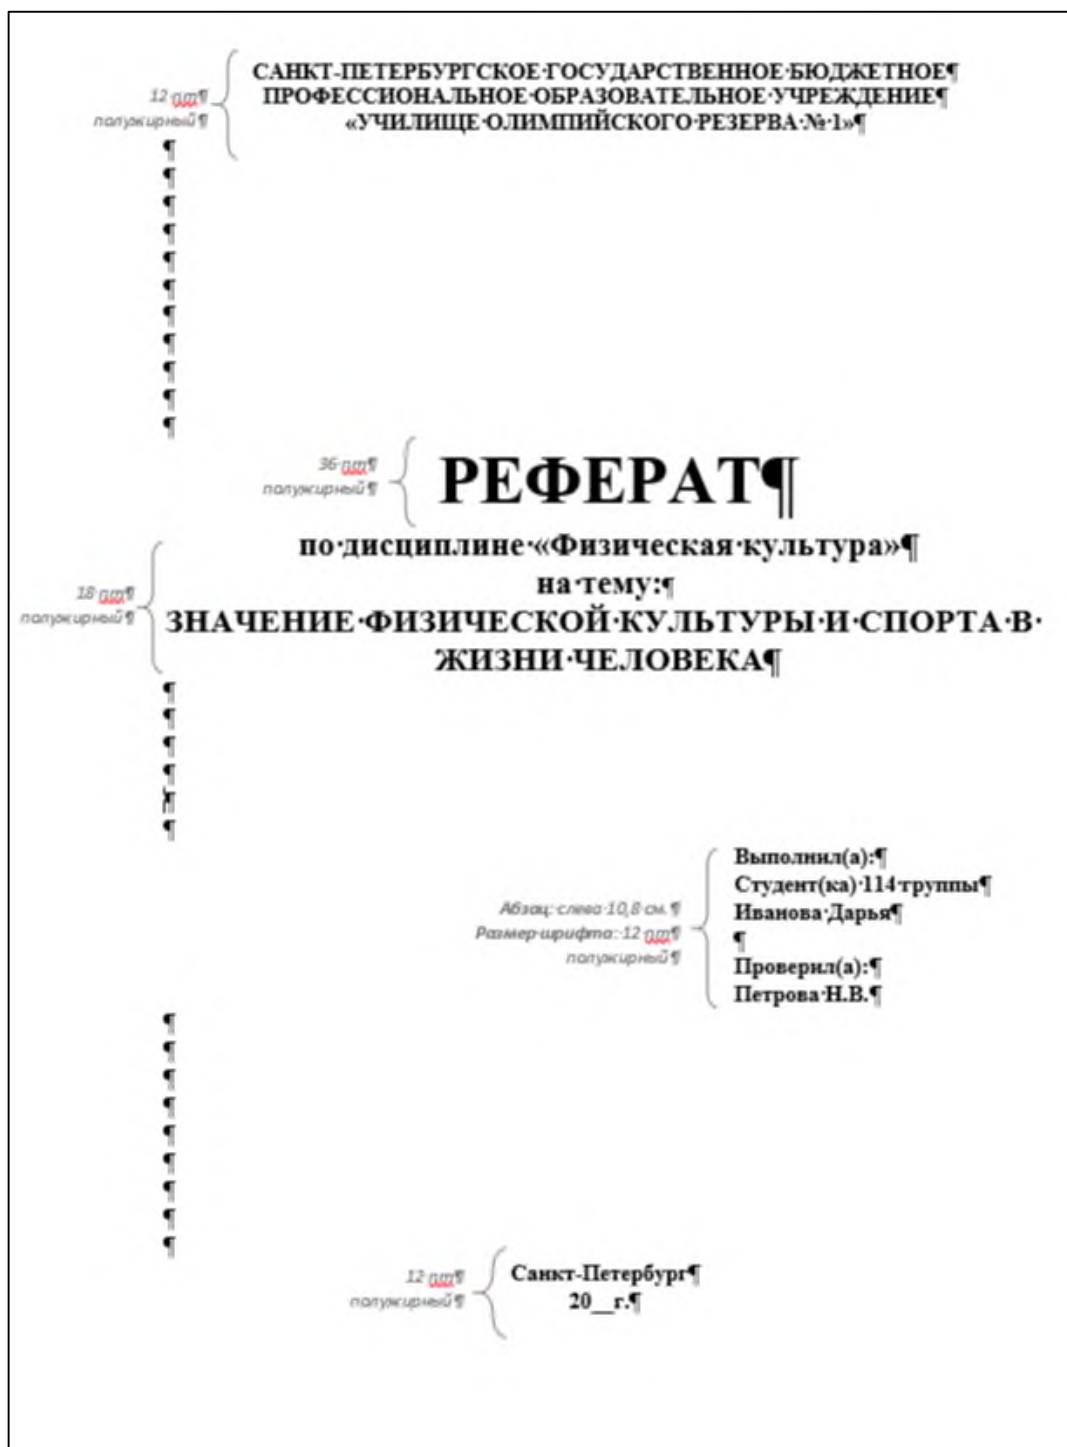 САНКТ-ПЕТЕРБУРГСКОЕ·ГОСУДАРСТВЕННОЕ·БЮДЖЕТНОЕ¶
12·пт¶
ПРОФЕССИОНАЛЬНОЕ·ОБРАЗОВАТЕЛЬНОЕ·УЧРЕЖДЕНИЕ¶
полужирный¶
«УЧИЛИЩЕ·ОЛИМПИЙСКОГО·РЕЗЕРВА·№·1»¶
¶
¶
¶
¶
¶
¶
¶
¶
¶
¶
¶
36·пт¶
полужирный¶
РЕФЕРАТ¶
по·дисциплине·«Физическая·культура»¶
на·тему:¶
18·пт¶
полужирный¶
ЗНАЧЕНИЕ·ФИЗИЧЕСКОЙ·КУЛЬТУРЫ·И·СПОРТА·В·
ЖИЗНИ·ЧЕЛОВЕКА¶
¶
¶
¶
¶
¶
¶
Выполнил(а):¶
Студент(ка)·114·группы¶
Абзац:·слева·10,8·см.¶
Иванова·Дарья¶
Размер·шрифта:·12·пт¶
¶
полужирный¶
Проверил(а):¶
Петрова·Н.В.¶
¶
¶
¶
¶
¶
¶
¶
¶
¶
12·пт¶
Санкт-Петербург¶
полужирный¶
20__г.¶